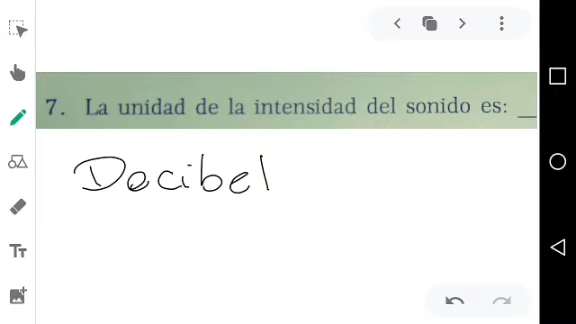 7. La unidad de la intensidad del sonido es: __
Decibel